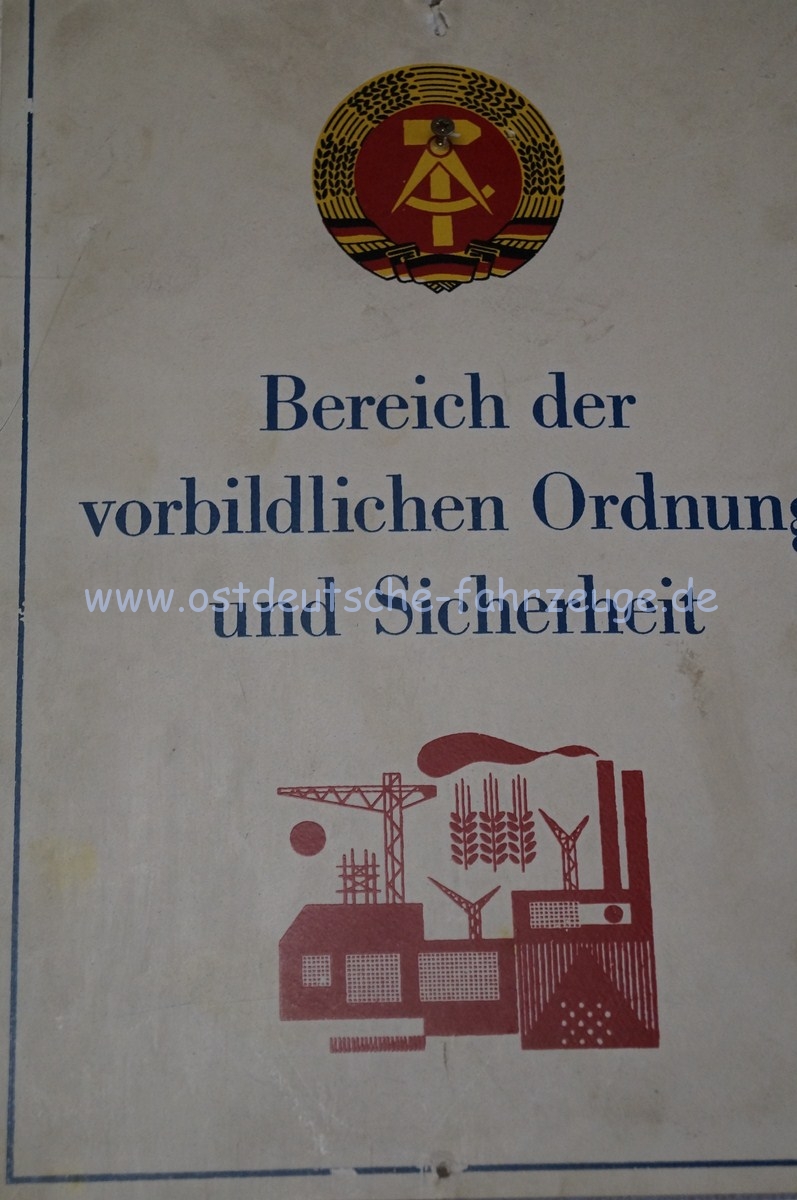 Bereich der
vorbildlichen Ordnung
www.ostdeutsche-fahrzeuge.de
und Sicherheit